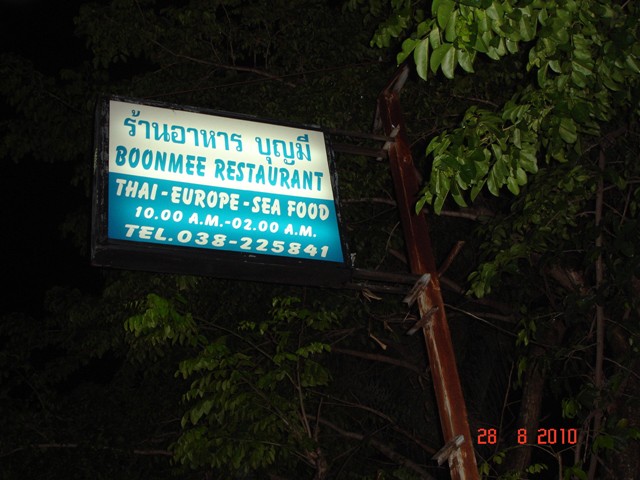 ร้านอาหาร บุญมี
BOONMEE RESTAURANT
THAI - EUROPE - SEA FOOD
10.00 A.M.-02.00 A.M.
TEL.038-225841
28 8 2010